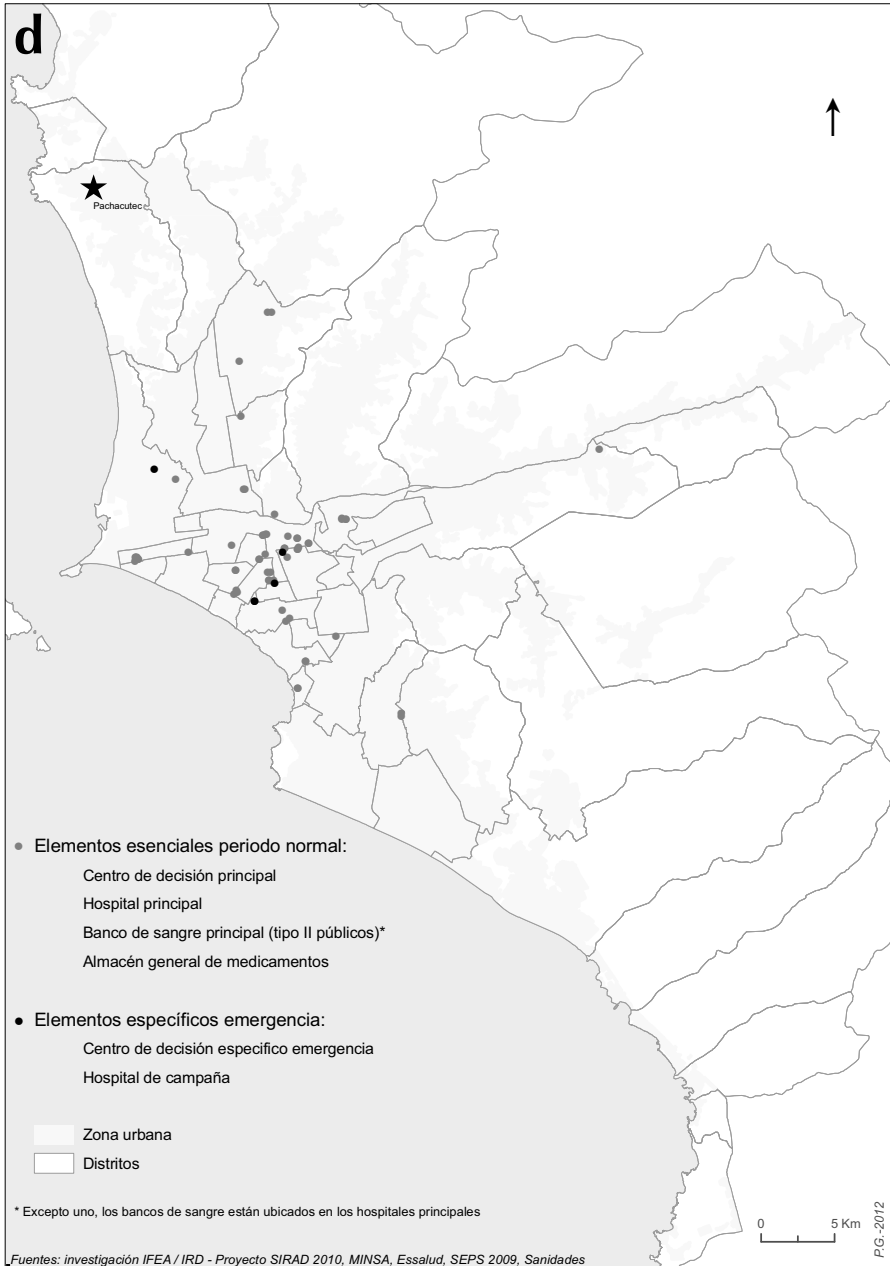 d
Pachacutec
Elementos esenciales periodo normal:
Centro de decisión principal
Hospital principal
Banco de sangre principal (tipo II públicos)*
Almacén general de medicamentos
Elementos específicos emergencia:
Centro de decisión especifico emergencia
Hospital de campaña
Zona urbana
Distritos
* Excepto uno, los bancos de sangre están ubicados en los hospitales principales
0 5 Km
P.G.-2012
Fuentes: investigación IFEA / IRD - Proyecto SIRAD 2010, MINSA, Essalud, SEPS 2009, Sanidades